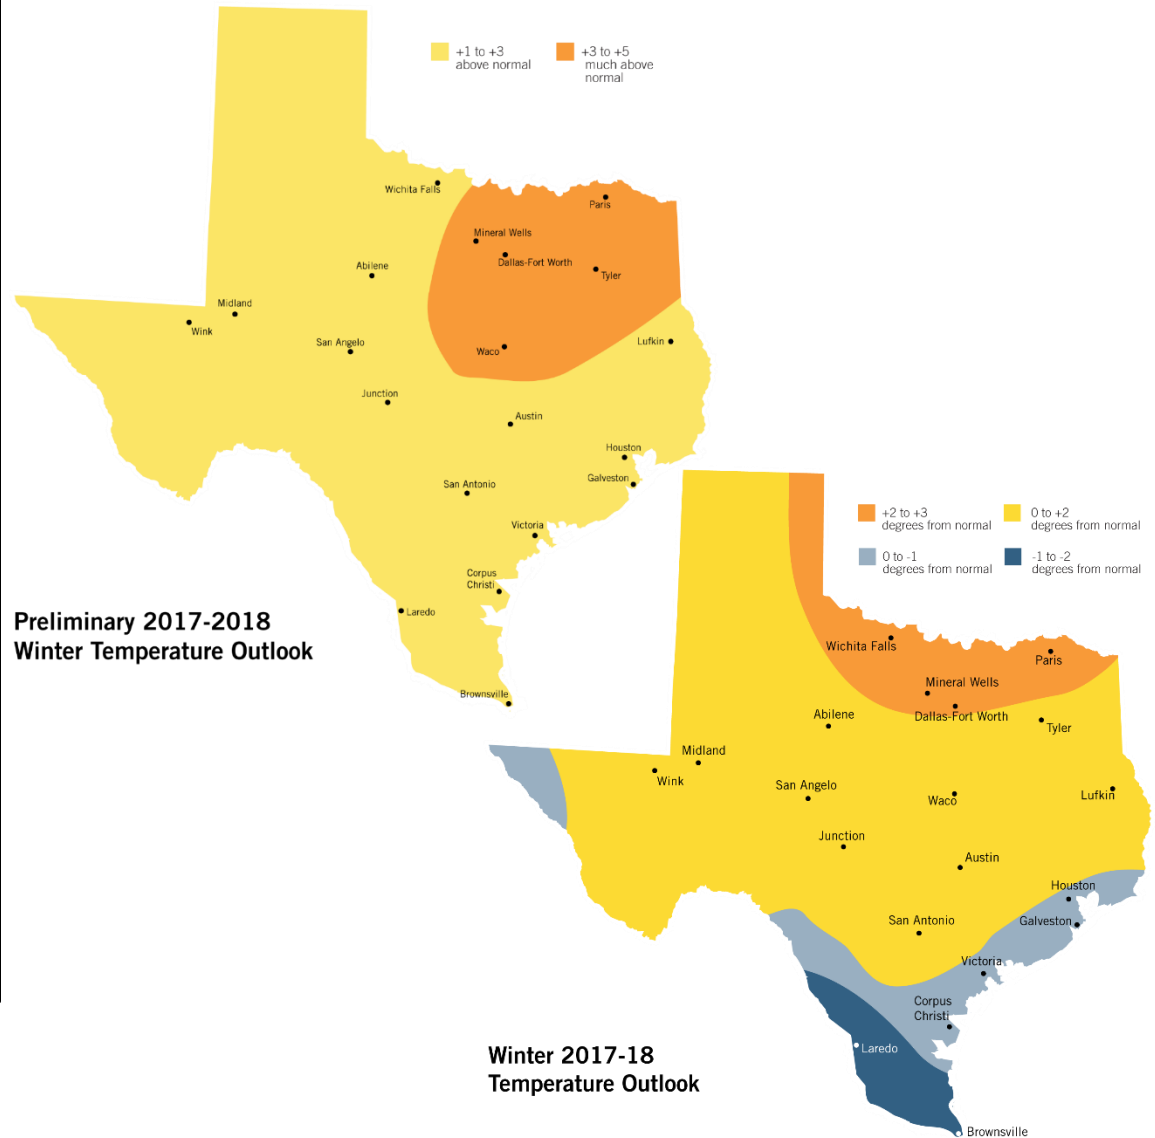 +1 to +3
above normal
+3 to +5
much above
normal
Wichita Falls
Paris
Mineral Wells
Dallas-Fort Worth
Tyler
Abilene
Midland
Wink
San Angelo
Waco
Lufkin
Junction
Austin
Houston
Galveston
San Antonio
Victoria
Corpus
Christi
Laredo
Brownsville
Preliminary 2017-2018
Winter Temperature Outlook
+2 to +3
degrees from normal
0 to +2
degrees from normal
0 to -1
degrees from normal
-1 to -2
degrees from normal
Wichita Falls
Paris
Mineral Wells
Dallas-Fort Worth
Tyler
Abilene
Midland
Wink
San Angelo
Waco
Lufkin
Junction
Austin
Houston
Galveston
San Antonio
Victoria
Corpus
Christi
Laredo
Brownsville
Winter 2017-18
Temperature Outlook